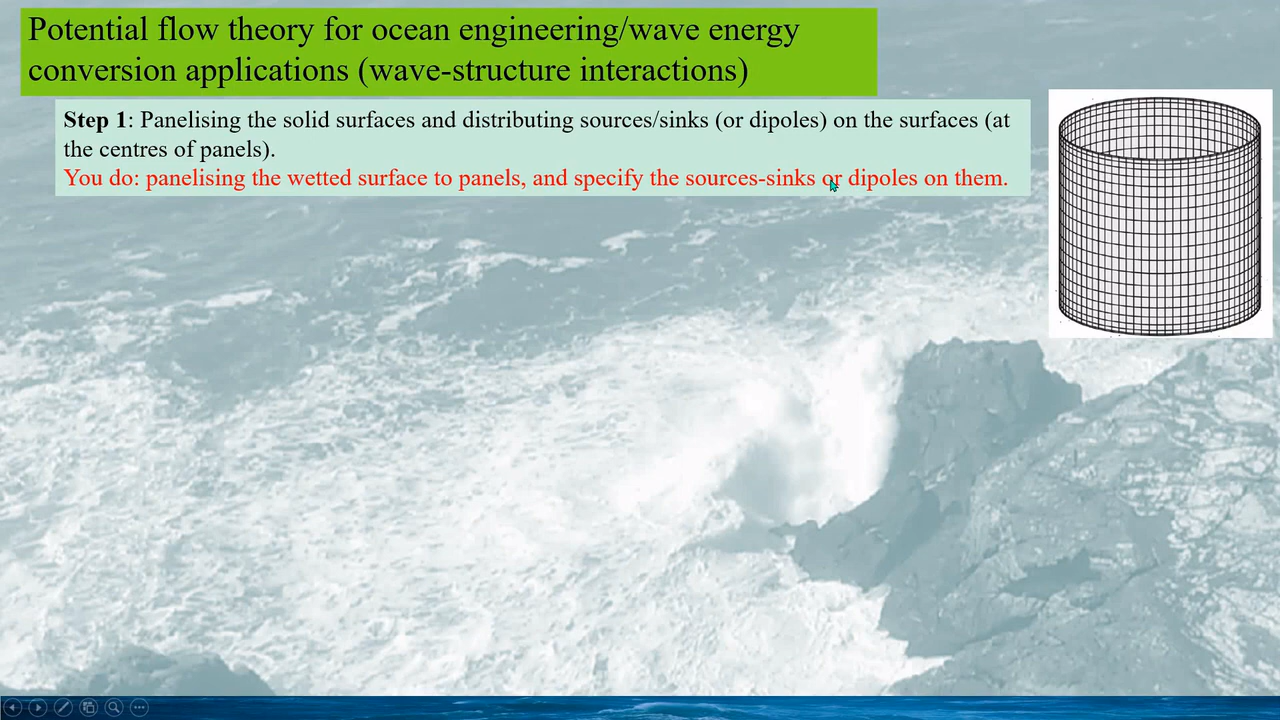 Potential flow theory for ocean engineering/wave energy
conversion applications (wave-structure interactions)
Step 1: Panelising the solid surfaces and distributing sources/sinks (or dipoles) on the surfaces (at
the centres of panels).
You do: panelising the wetted surface to panels, and specify the sources-sinks or dipoles on them.